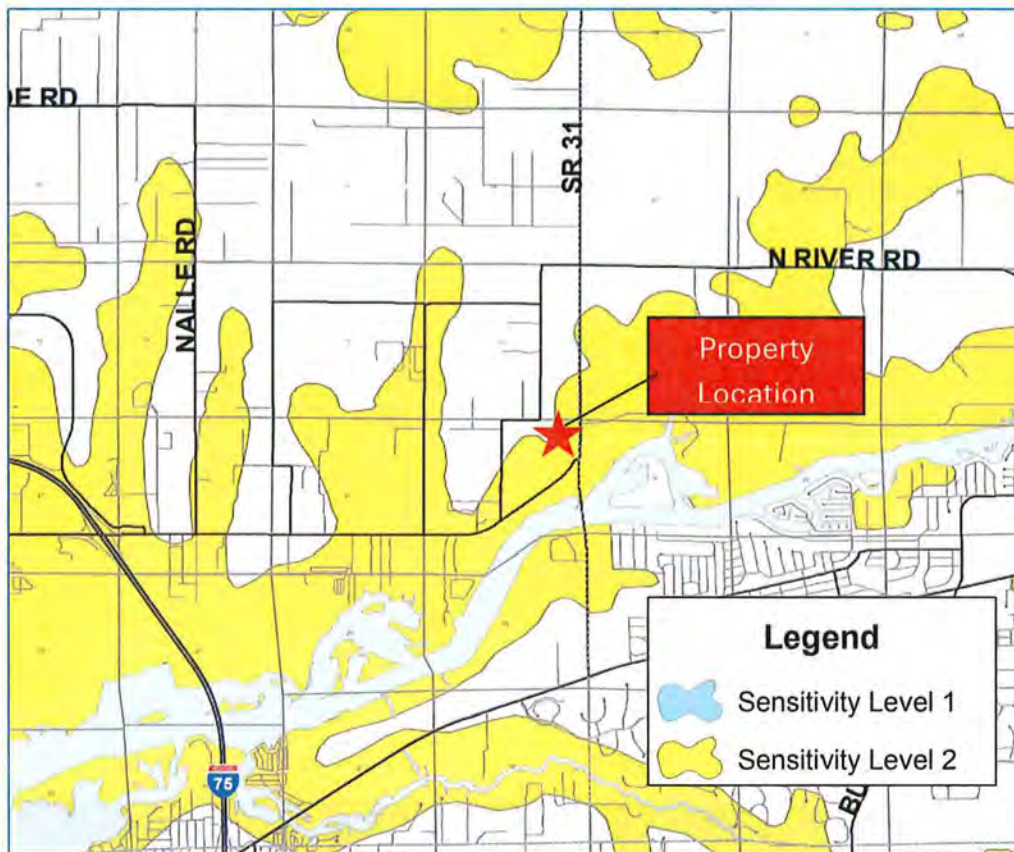 DE RD
SR 31
NALLE RD
N RIVER RD
Property
Location
Legend
Sensitivity Level 1
Sensitivity Level 2
75